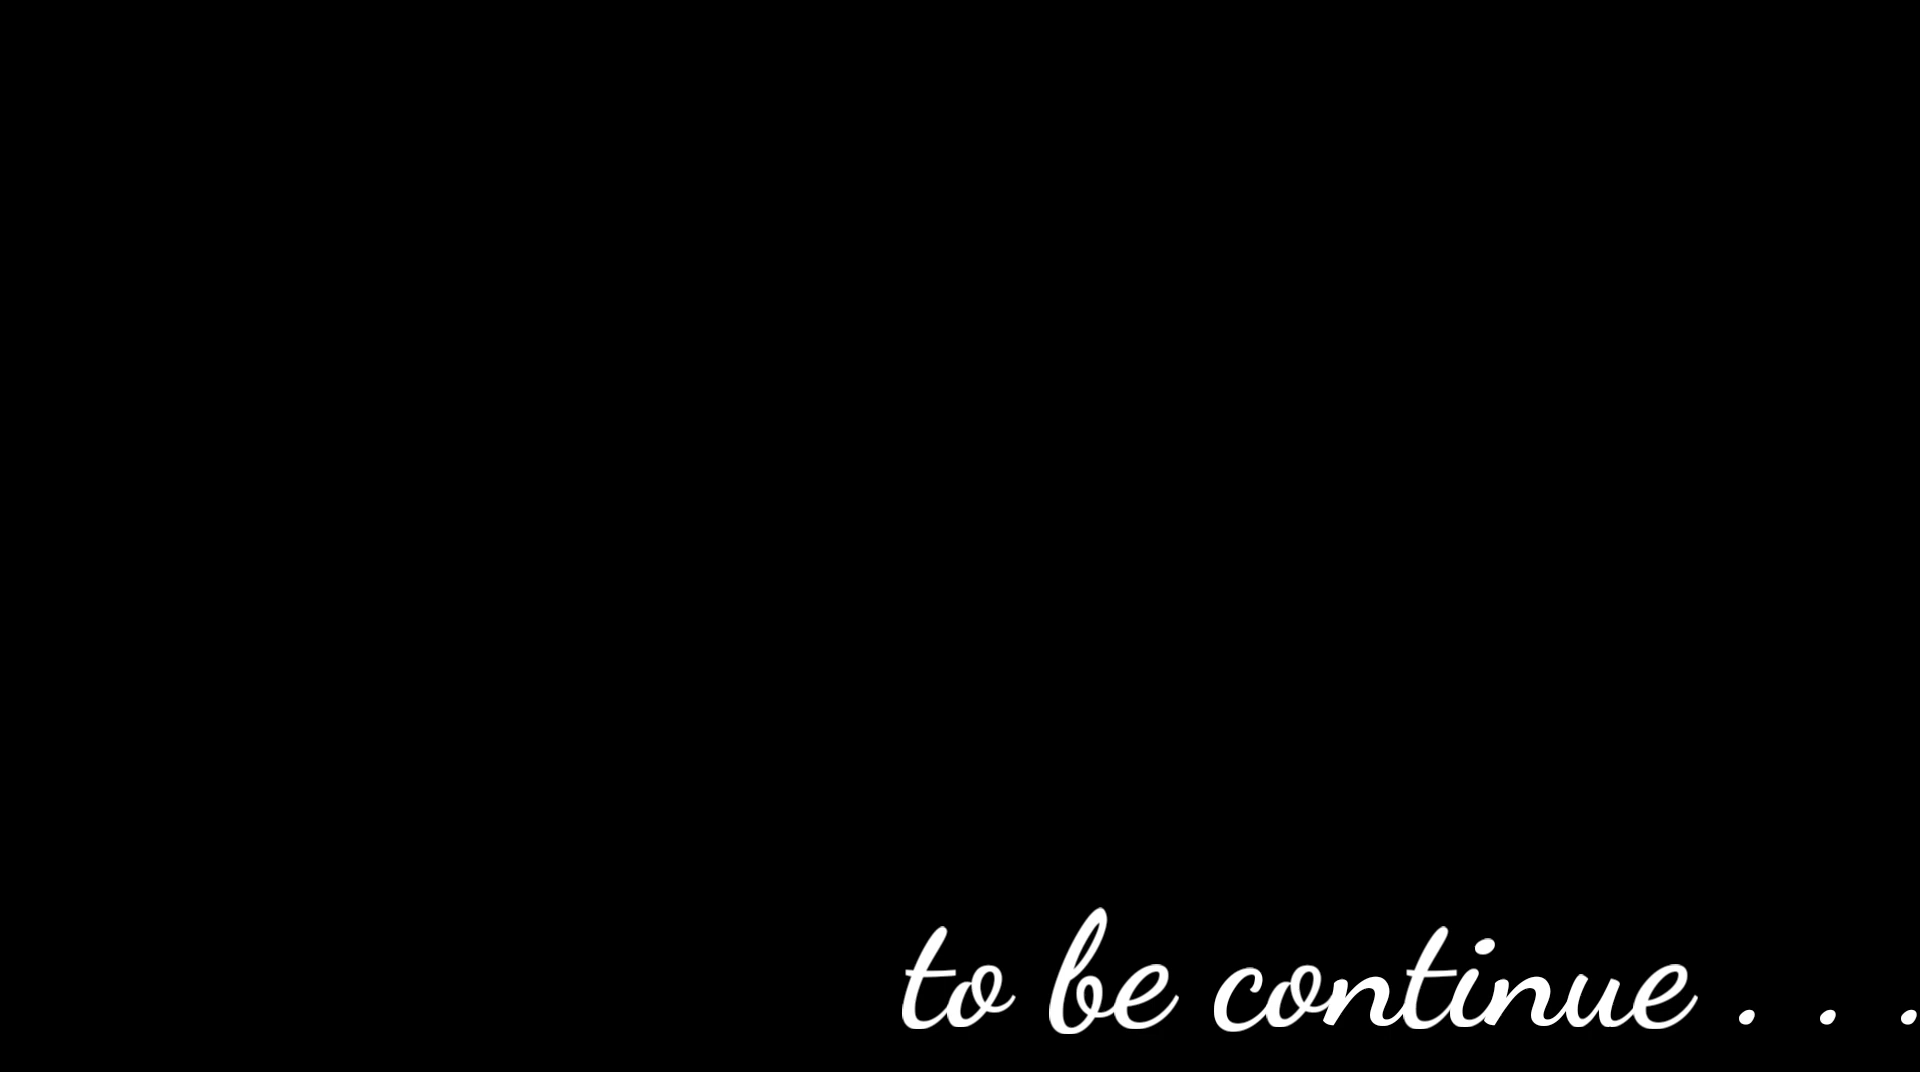 to be continue . . .